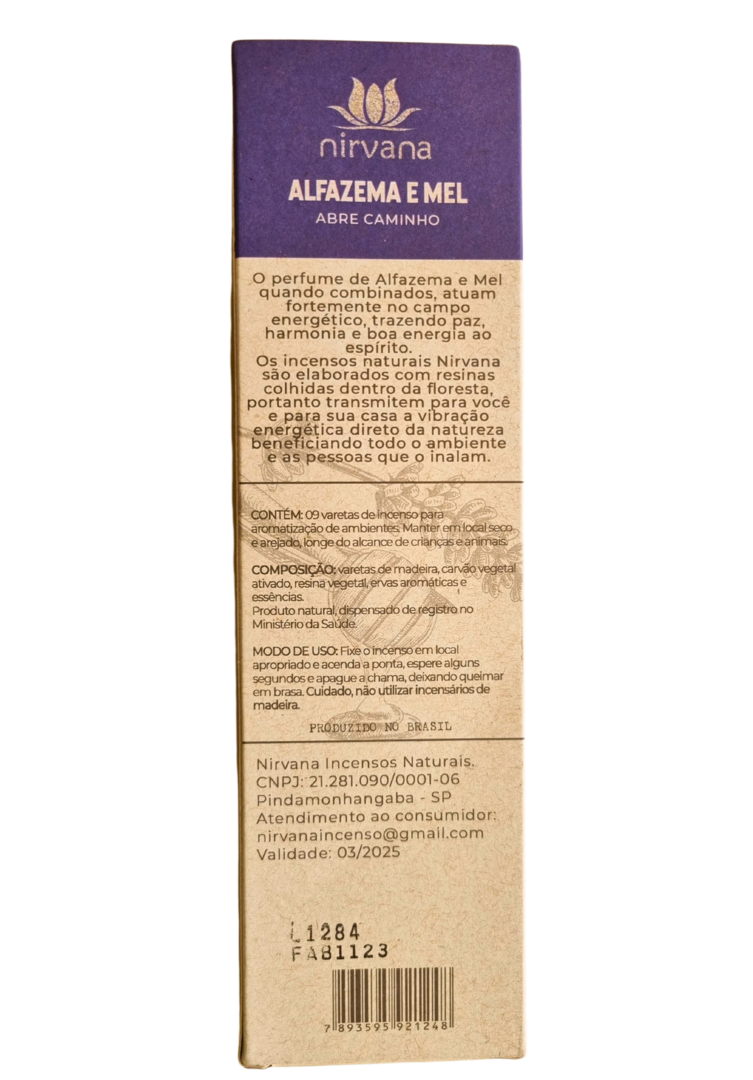 nirvana
ALFAZEMA E MEL
ABRE CAMINHO
O perfume de Alfazema e Mel
quando combinados, atuam
fortemente no campo
energético, trazendo paz,
harmonia e boa energia ao
espírito.
Os incensos naturais Nirvana
são elaborados com resinas
colhidas dentro da floresta,
portanto transmitem para você
e para sua casa a vibração
energética direto da natureza
beneficiando todo o ambiente
e as pessoas que o inalam.
CONTÉM: 09 varetas de incenso para
aromatização de ambientes. Manter em local seco
e arejado, longe do alcance de crianças e animais.
COMPOSIÇÃO: varetas de madeira, carvão vegetal
ativado, resina vegetal, ervas aromáticas e
essências.
Produto natural, dispensado de registro no
Ministério da Saúde.
MODO DE USO: Fixe o incenso em local
apropriado e acenda a ponta, espere alguns
segundos e apague a chama, deixando queimar
em brasa. Cuidado, não utilizar incensários de
madeira.
PRODUZIDO NO BRASIL
Nirvana Incensos Naturais.
CNPJ: 21.281.090/0001-06
Pindamonhangaba - SP
Atendimento ao consumidor:
nirvanaincenso@gmail.com
Validade: 03/2025
L1284
FAB1123
7 893595 921248